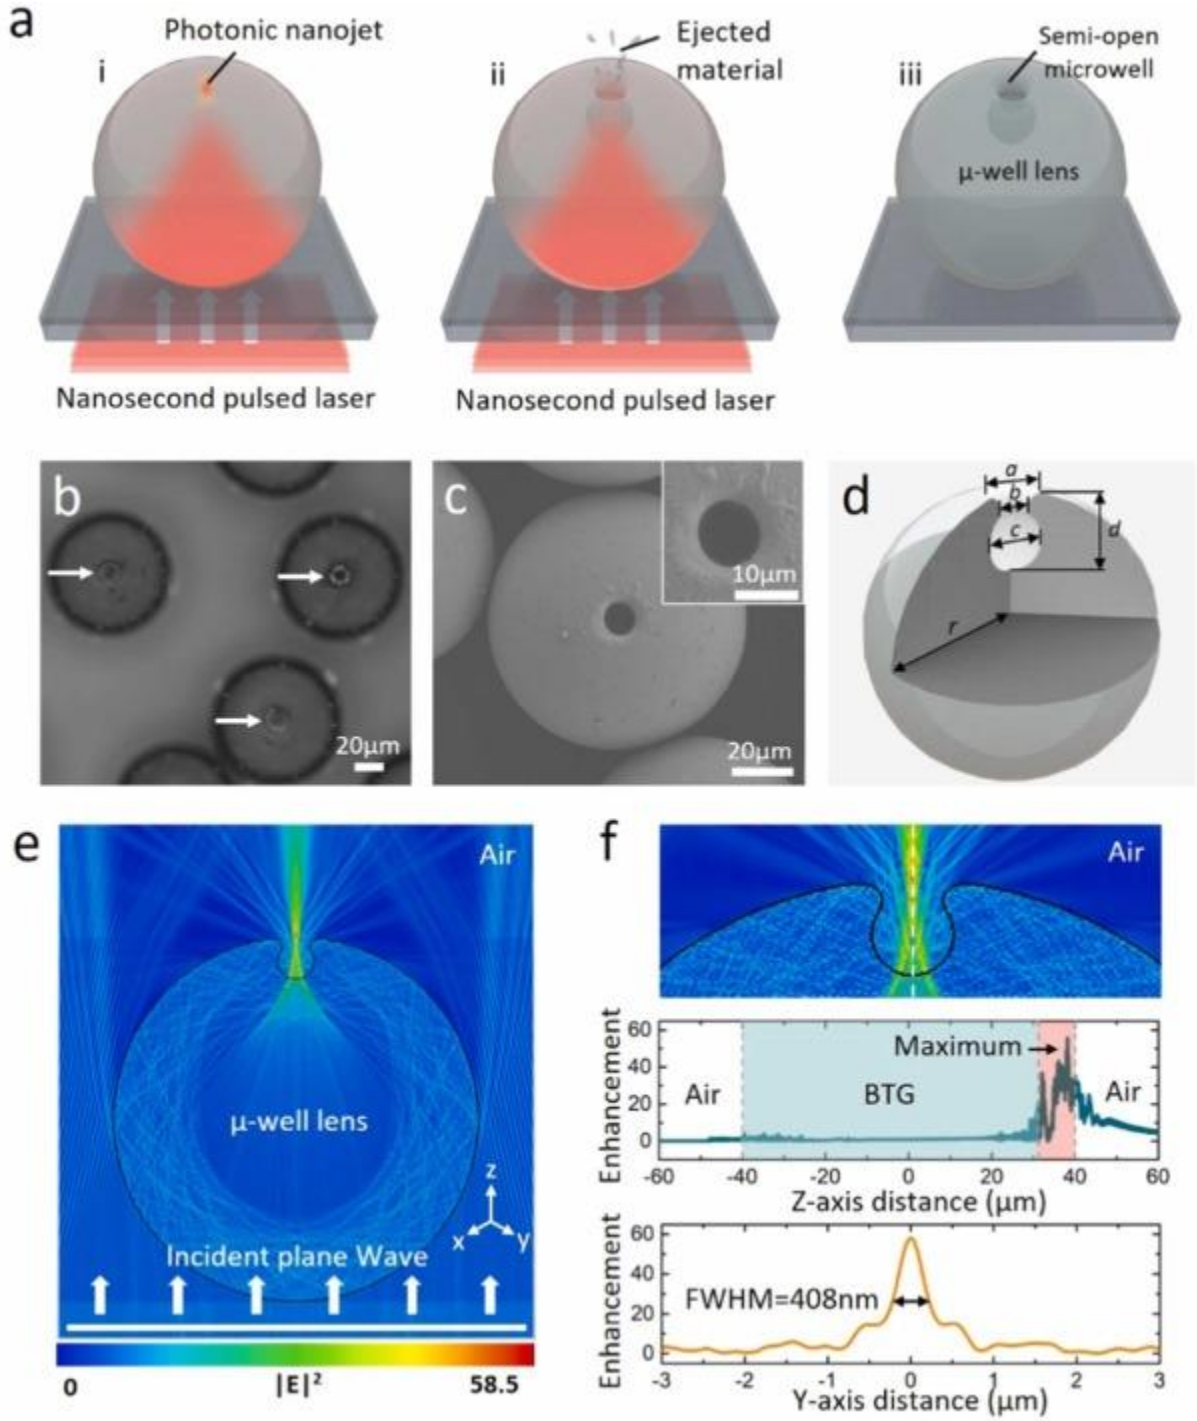 a
Photonic nanojet
i
Nanosecond pulsed laser
ii
Ejected
material
Nanosecond pulsed laser
iii
Semi-open
microwell
μ-well lens
b
20μm
c
10μm
20μm
d
a
b
c
d
r
e
Air
μ-well lens
z
x
y
Incident plane Wave
0
|E|²
58.5
f
Air
Enhancement
60
40
20
0
Maximum
Air
BTG
Air
-60 -40 -20 0 20 40 60
Z-axis distance (μm)
Enhancement
60
40
20
0
FWHM=408nm
-3 -2 -1 0 1 2 3
Y-axis distance (μm)